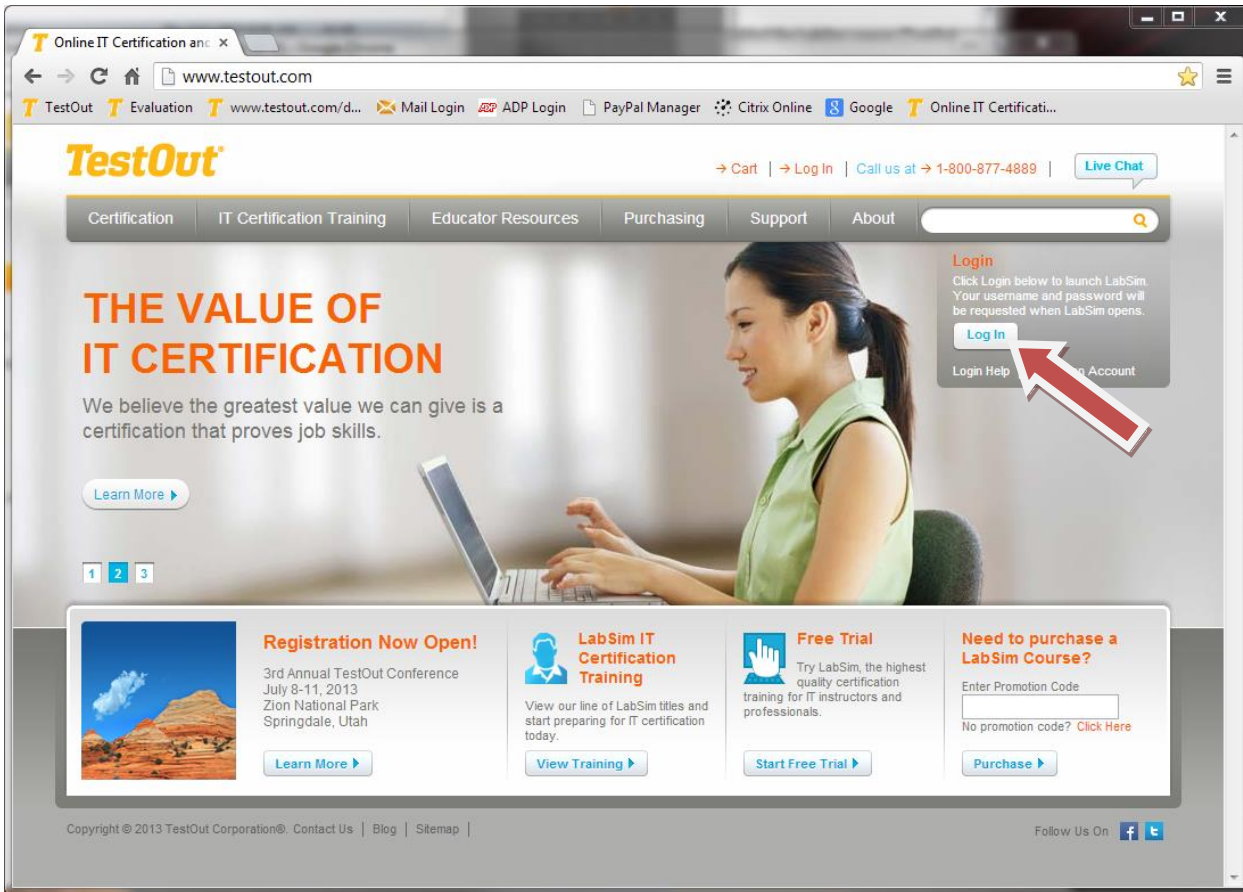 Online IT Certification anc
www.testout.com
TestOut Evaluation www.testout.com/d... Mail Login ADP Login PayPal Manager Citrix Online Google Online IT Certificati...
TestOut
→ Cart | → Log In | Call us at → 1-800-877-4889 | Live Chat
Certification IT Certification Training Educator Resources Purchasing Support About
THE VALUE OF
IT CERTIFICATION
We believe the greatest value we can give is a
certification that proves job skills.
Learn More
1 2 3
Login
Click Login below to launch LabSim.
Your username and password will
be requested when LabSim opens.
Log In
Login Help Account
Registration Now Open!
3rd Annual TestOut Conference
July 8-11, 2013
Zion National Park
Springdale, Utah
Learn More
LabSim IT
Certification
Training
View our line of LabSim titles and
start preparing for IT certification
today.
View Training
Free Trial
Try LabSim, the highest
quality certification
training for IT instructors and
professionals.
Start Free Trial
Need to purchase a
LabSim Course?
Enter Promotion Code
No promotion code? Click Here
Purchase
Copyright © 2013 TestOut Corporation®. Contact Us | Blog | Sitemap |
Follow Us On